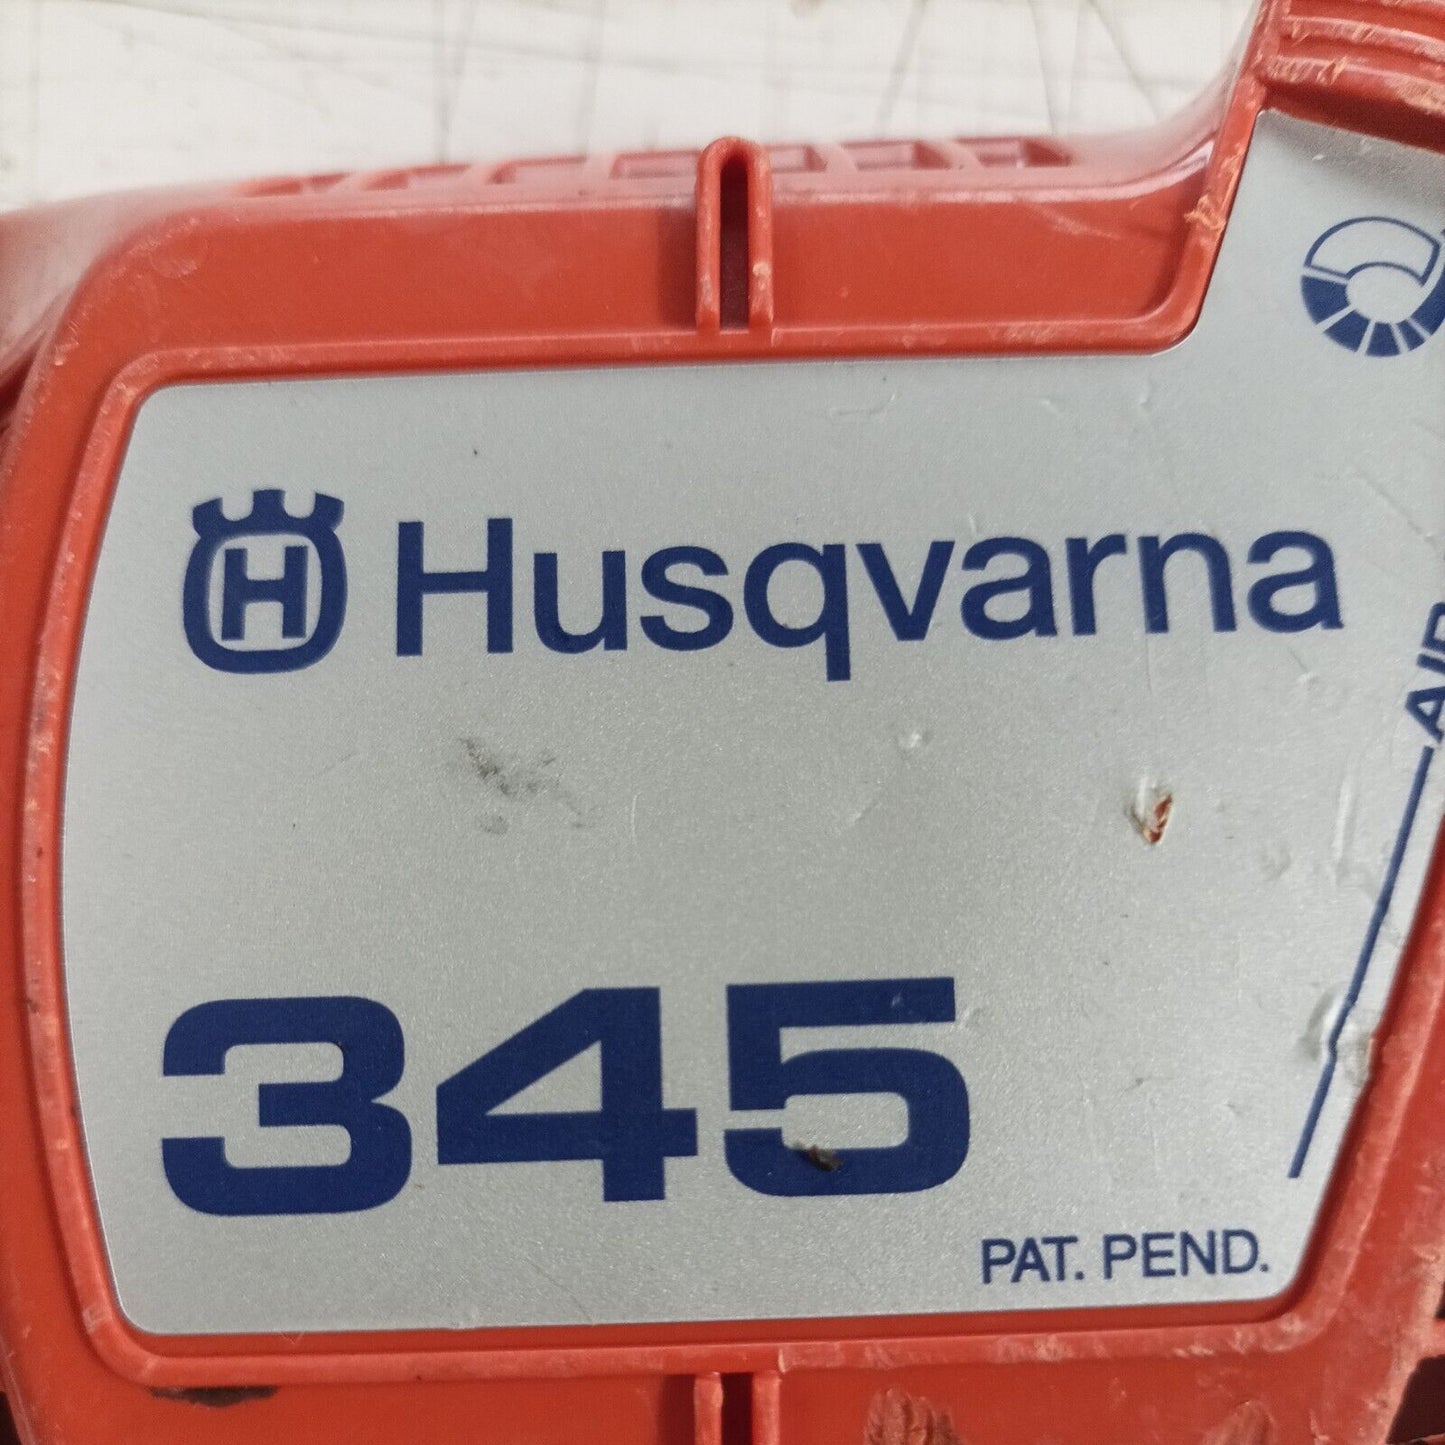 H Husqvarna
345
PAT. PEND.